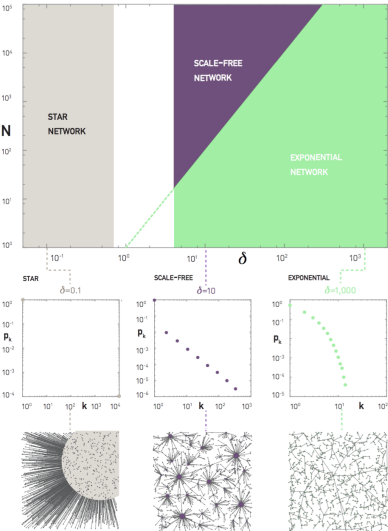 10⁵
10⁴
10³
10²
10¹
10⁰
N
STAR
NETWORK
SCALE-FREE
NETWORK
EXPONENTIAL
NETWORK
10⁻¹ 10⁰ 10¹ δ 10² 10³
STAR SCALE-FREE EXPONENTIAL
δ=0.1 δ=10 δ=1,000
10⁰ 10⁰ 10⁰
10⁻¹ 10⁻¹ 10⁻¹
pₖ pₖ pₖ
10⁻² 10⁻² 10⁻²
10⁻³ 10⁻³ 10⁻³
10⁻⁴ 10⁻⁴
10⁻⁵ 10⁻⁵
10⁻⁴ 10⁻⁶ 10⁻⁶
10⁰ 10¹ 10² k 10³ 10⁴ 10⁰ 10¹ k 10² 10³ 10⁰ 10¹ k 10²